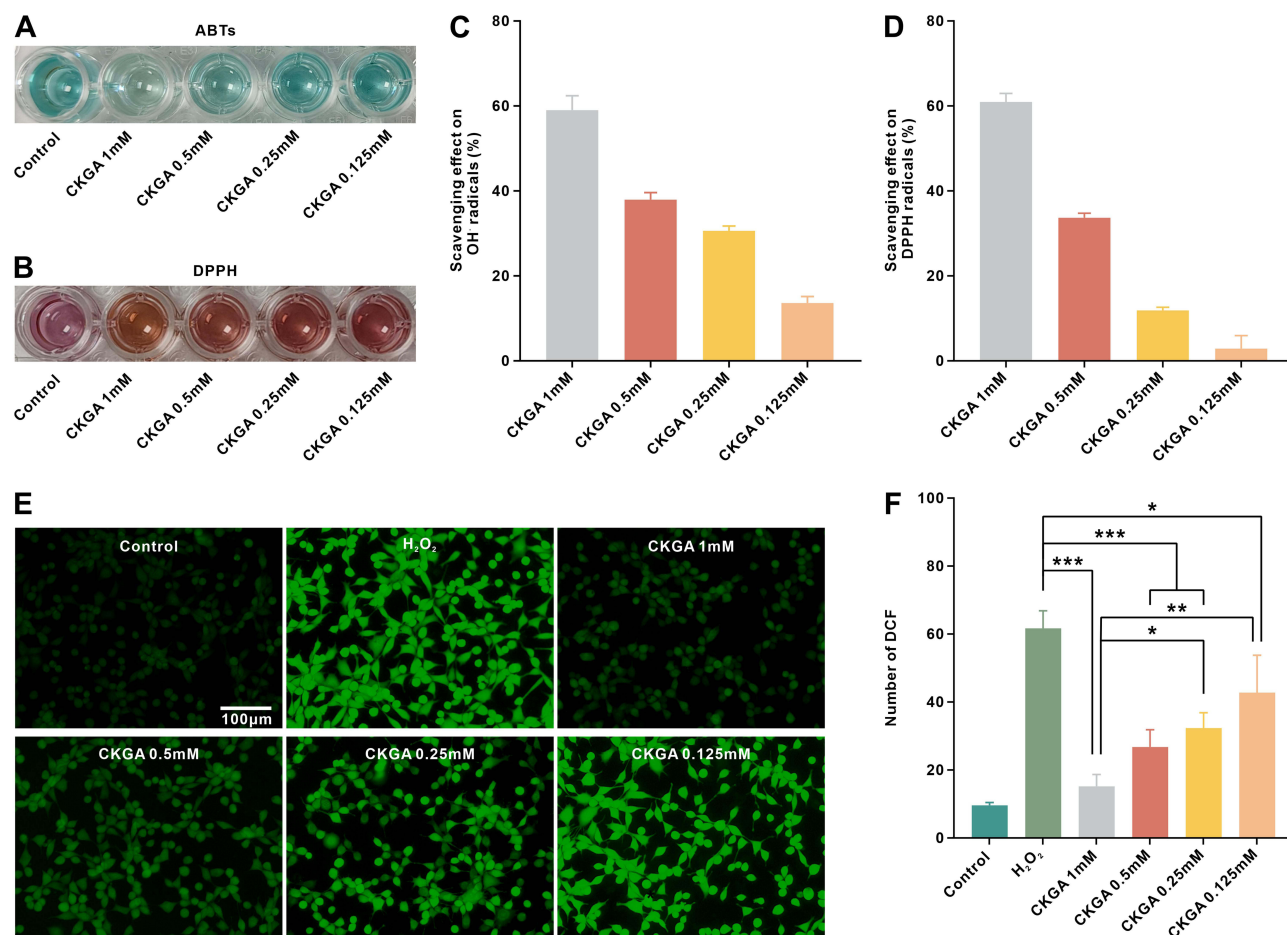 A
ABTs
Control
CKGA 1mM
CKGA 0.5mM
CKGA 0.25mM
CKGA 0.125mM
B
DPPH
Control
CKGA 1mM
CKGA 0.5mM
CKGA 0.25mM
CKGA 0.125mM
C
Scavenging effect on
OH· radicals (%)
80
60
40
20
0
CKGA 1mM
CKGA 0.5mM
CKGA 0.25mM
CKGA 0.125mM
D
Scavenging effect on
DPPH radicals (%)
80
60
40
20
0
CKGA 1mM
CKGA 0.5mM
CKGA 0.25mM
CKGA 0.125mM
E
Control
100μm
H₂O₂
CKGA 1mM
CKGA 0.5mM
CKGA 0.25mM
CKGA 0.125mM
F
Number of DCF
100
80
60
40
20
0
*
***
***
**
*
Control
H₂O₂
CKGA 1mM
CKGA 0.5mM
CKGA 0.25mM
CKGA 0.125mM